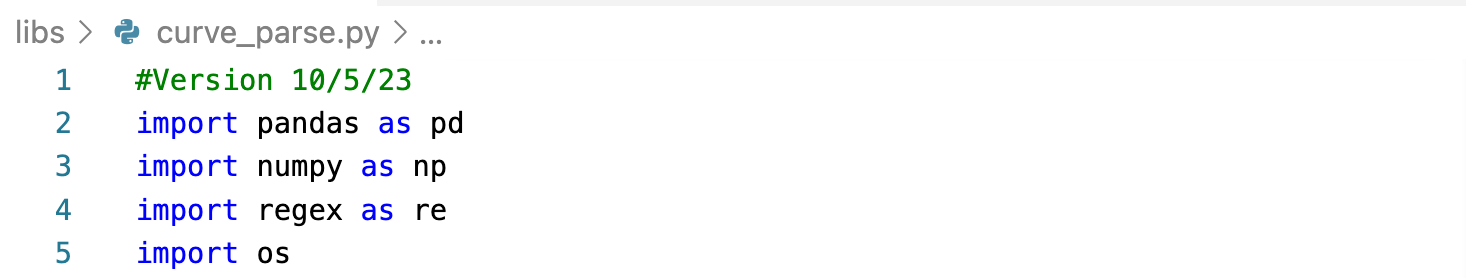 libs > curve_parse.py > ...
1 #Version 10/5/23
2 import pandas as pd
3 import numpy as np
4 import regex as re
5 import os